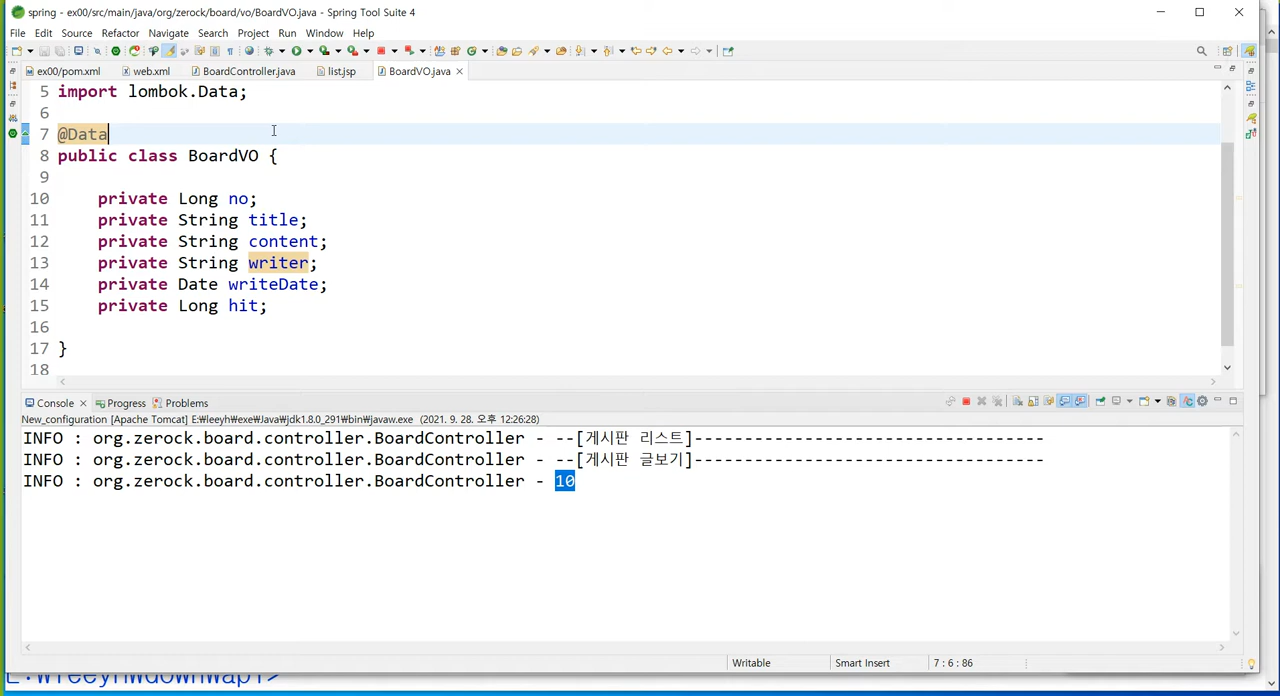 spring - ex00/src/main/java/org/zerock/board/vo/BoardVO.java - Spring Tool Suite 4
File Edit Source Refactor Navigate Search Project Run Window Help
ex00/pom.xml web.xml BoardController.java list.jsp BoardVO.java
5 import lombok.Data;
6
7 @Data
8 public class BoardVO {
9
10 private Long no;
11 private String title;
12 private String content;
13 private String writer;
14 private Date writeDate;
15 private Long hit;
16
17 }
18
Console Progress Problems
New_configuration [Apache Tomcat] E:₩leeyh₩exe₩Java₩jdk1.8.0_291₩bin₩javaw.exe (2021. 9. 28. 오후 12:26:28)
INFO : org.zerock.board.controller.BoardController - --[게시판 리스트]----------------------------------
INFO : org.zerock.board.controller.BoardController - --[게시판 글보기]----------------------------------
INFO : org.zerock.board.controller.BoardController - 10
Writable Smart Insert 7 : 6 : 86